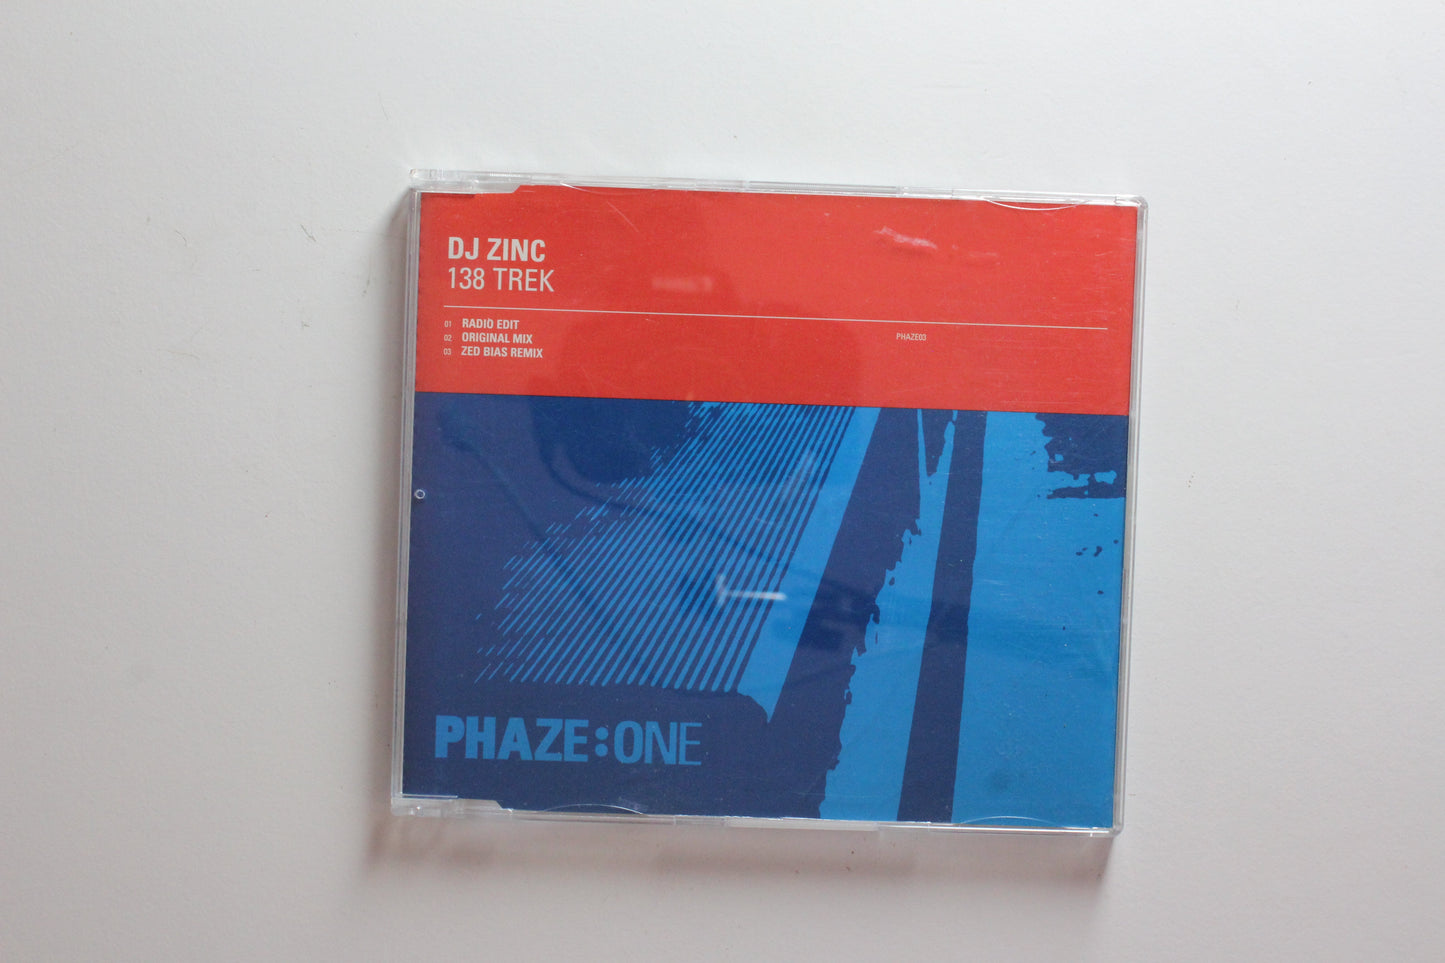 DJ ZINC
138 TREK
01 RADIO EDIT
02 ORIGINAL MIX
03 ZED BIAS REMIX
PHAZE03
PHAZE:ONE